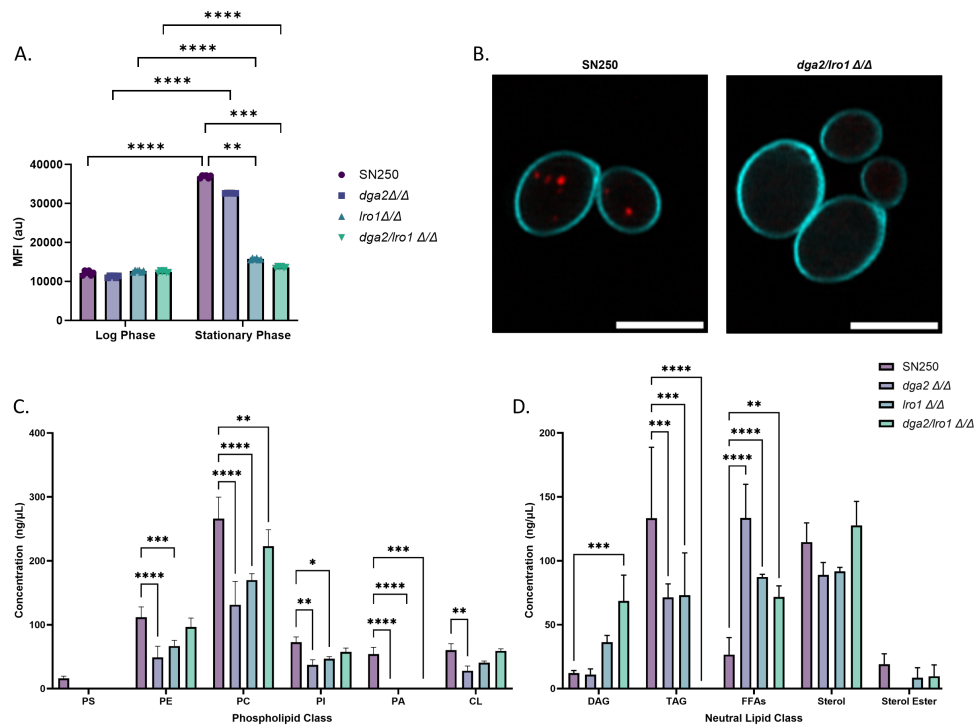 A.
****
****
****
***
****
**
40000
30000
20000
10000
0
MFI (au)
Log Phase
Stationary Phase
SN250
dga2Δ/Δ
lro1Δ/Δ
dga2/lro1 Δ/Δ
B.
SN250
dga2/lro1 Δ/Δ
C.
400
300
200
100
0
Concentration (ng/µL)
***
****
**
****
****
*
**
***
****
****
**
PS
PE
PC
PI
PA
CL
Phospholipid Class
D.
200
150
100
50
0
Concentration (ng/µL)
***
****
***
***
**
****
****
DAG
TAG
FFAs
Sterol
Sterol Ester
Neutral Lipid Class
SN250
dga2 Δ/Δ
lro1 Δ/Δ
dga2/lro1 Δ/Δ